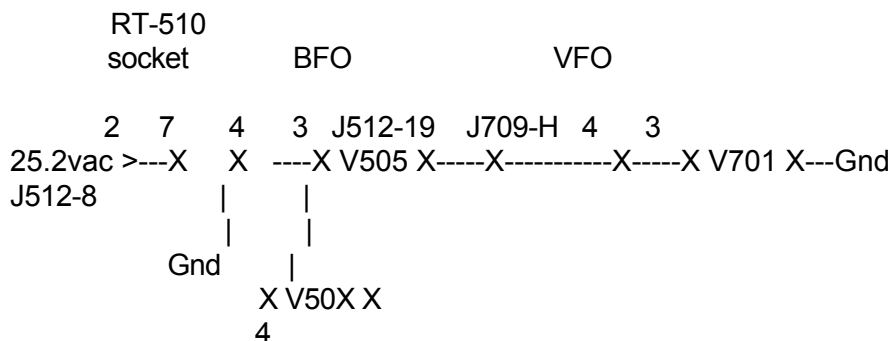 RT-510
socket BFO VFO
2 7 4 3 J512-19 J709-H 4 3
25.2vac >---X X ----X V505 X-----X-----------X-----X V701 X---Gnd
J512-8 | |
| |
Gnd |
X V50X X
4